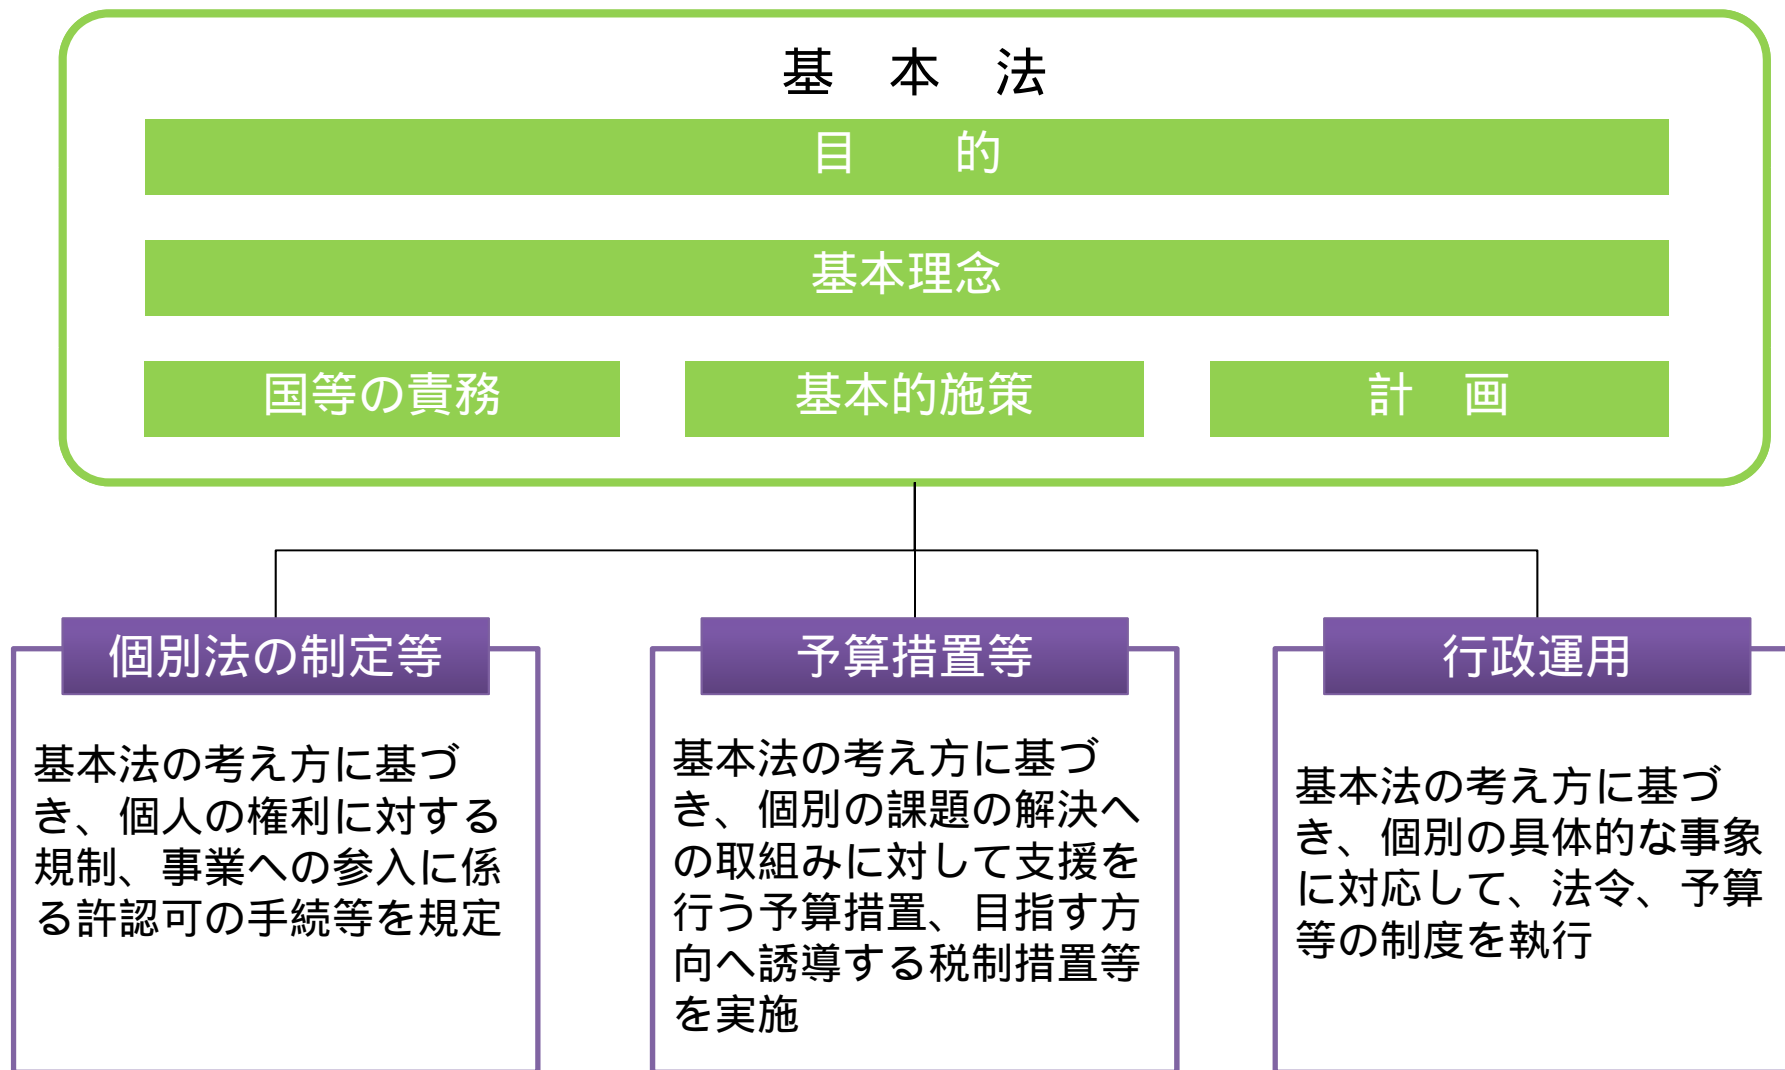 基　本　法
目　　的
基本理念
国等の責務
基本的施策
計　画
個別法の制定等
基本法の考え方に基づ
き、個人の権利に対する
規制、事業への参入に係
る許認可の手続等を規定
予算措置等
基本法の考え方に基づ
き、個別の課題の解決へ
の取組みに対して支援を
行う予算措置、目指す方
向へ誘導する税制措置等
を実施
行政運用
基本法の考え方に基づ
き、個別の具体的な事象
に対応して、法令、予算
等の制度を執行